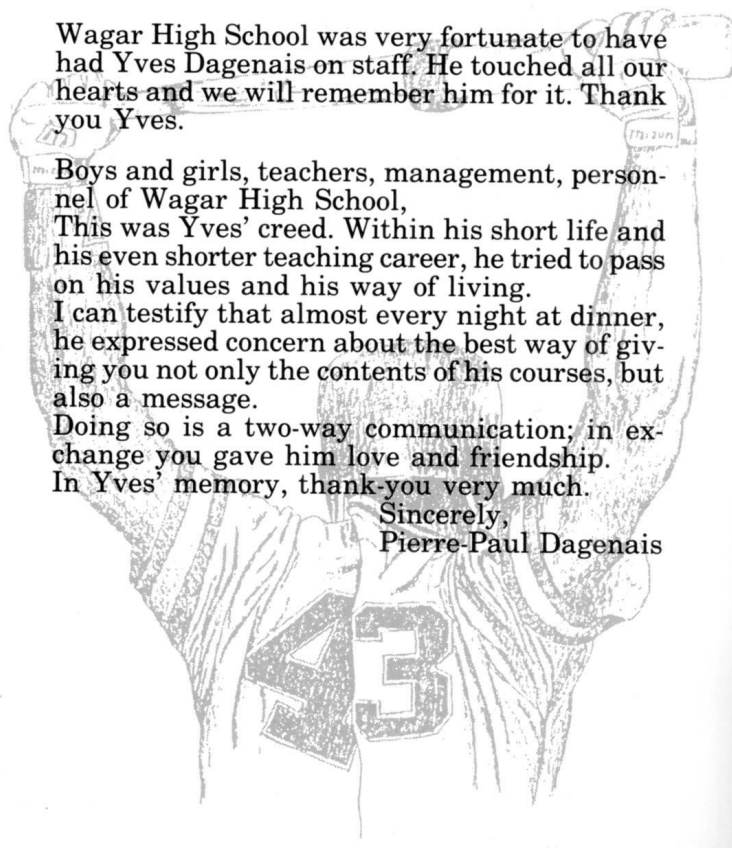 Wagar High School was very fortunate to have
had Yves Dagenais on staff. He touched all our
hearts and we will remember him for it. Thank
you Yves.
Boys and girls, teachers, management, person-
nel of Wagar High School,
This was Yves' creed. Within his short life and
his even shorter teaching career, he tried to pass
on his values and his way of living.
I can testify that almost every night at dinner,
he expressed concern about the best way of giv-
ing you not only the contents of his courses, but
also a message.
Doing so is a two-way communication; in ex-
change you gave him love and friendship.
In Yves' memory, thank-you very much.
Sincerely,
Pierre-Paul Dagenais
43